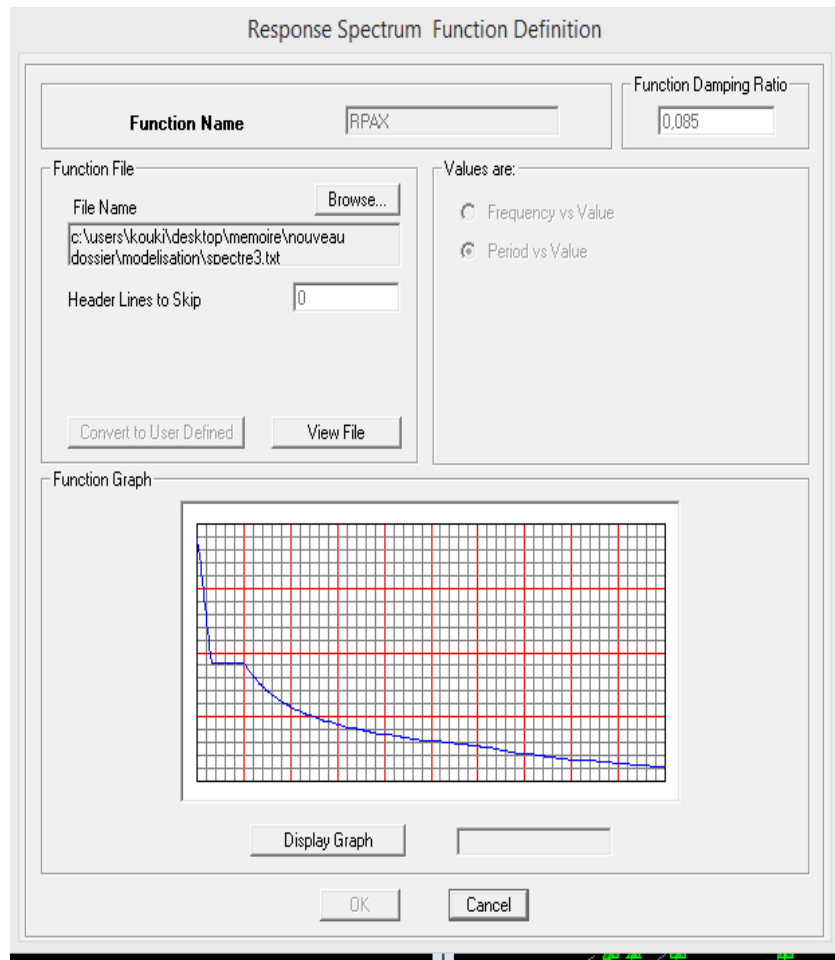 Response Spectrum Function Definition
Function Damping Ratio
Function Name
RPAX
0,085
Function File
Values are:
File Name
Browse...
Frequency vs Value
c:\users\kouki\desktop\memoire\nouveau
dossier\modelisation\spectre3.txt
Period vs Value
Header Lines to Skip
0
Convert to User Defined
View File
Function Graph
Display Graph
OK
Cancel